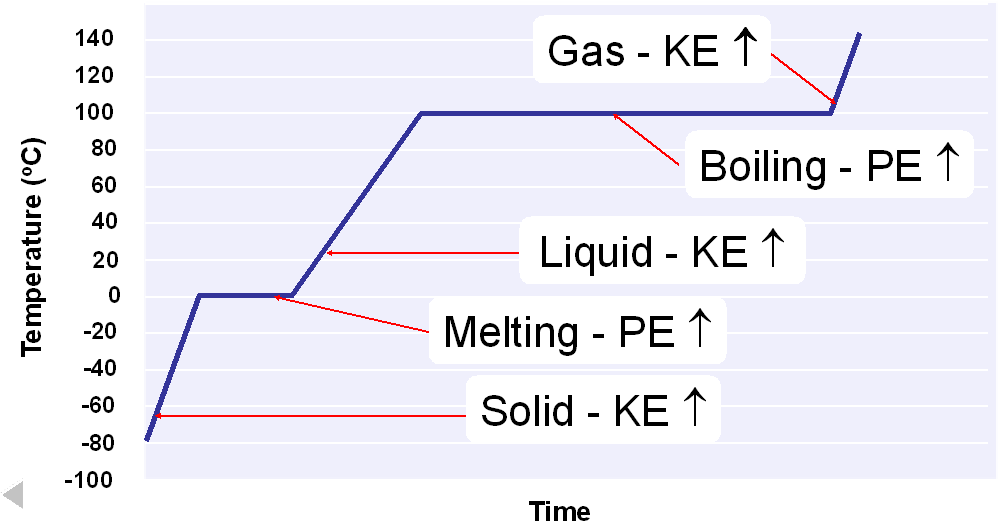 140
120
100
80
60
40
20
0
-20
-40
-60
-80
-100
Temperature (ºC)
Gas - KE ↑
Boiling - PE ↑
Liquid - KE ↑
Melting - PE ↑
Solid - KE ↑
Time